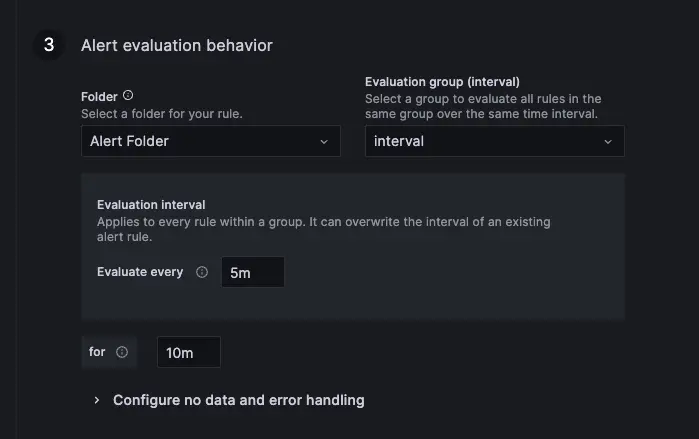 3 Alert evaluation behavior
Folder
Select a folder for your rule.
Alert Folder
Evaluation group (interval)
Select a group to evaluate all rules in the
same group over the same time interval.
interval
Evaluation interval
Applies to every rule within a group. It can overwrite the interval of an existing
alert rule.
Evaluate every 5m
for 10m
Configure no data and error handling